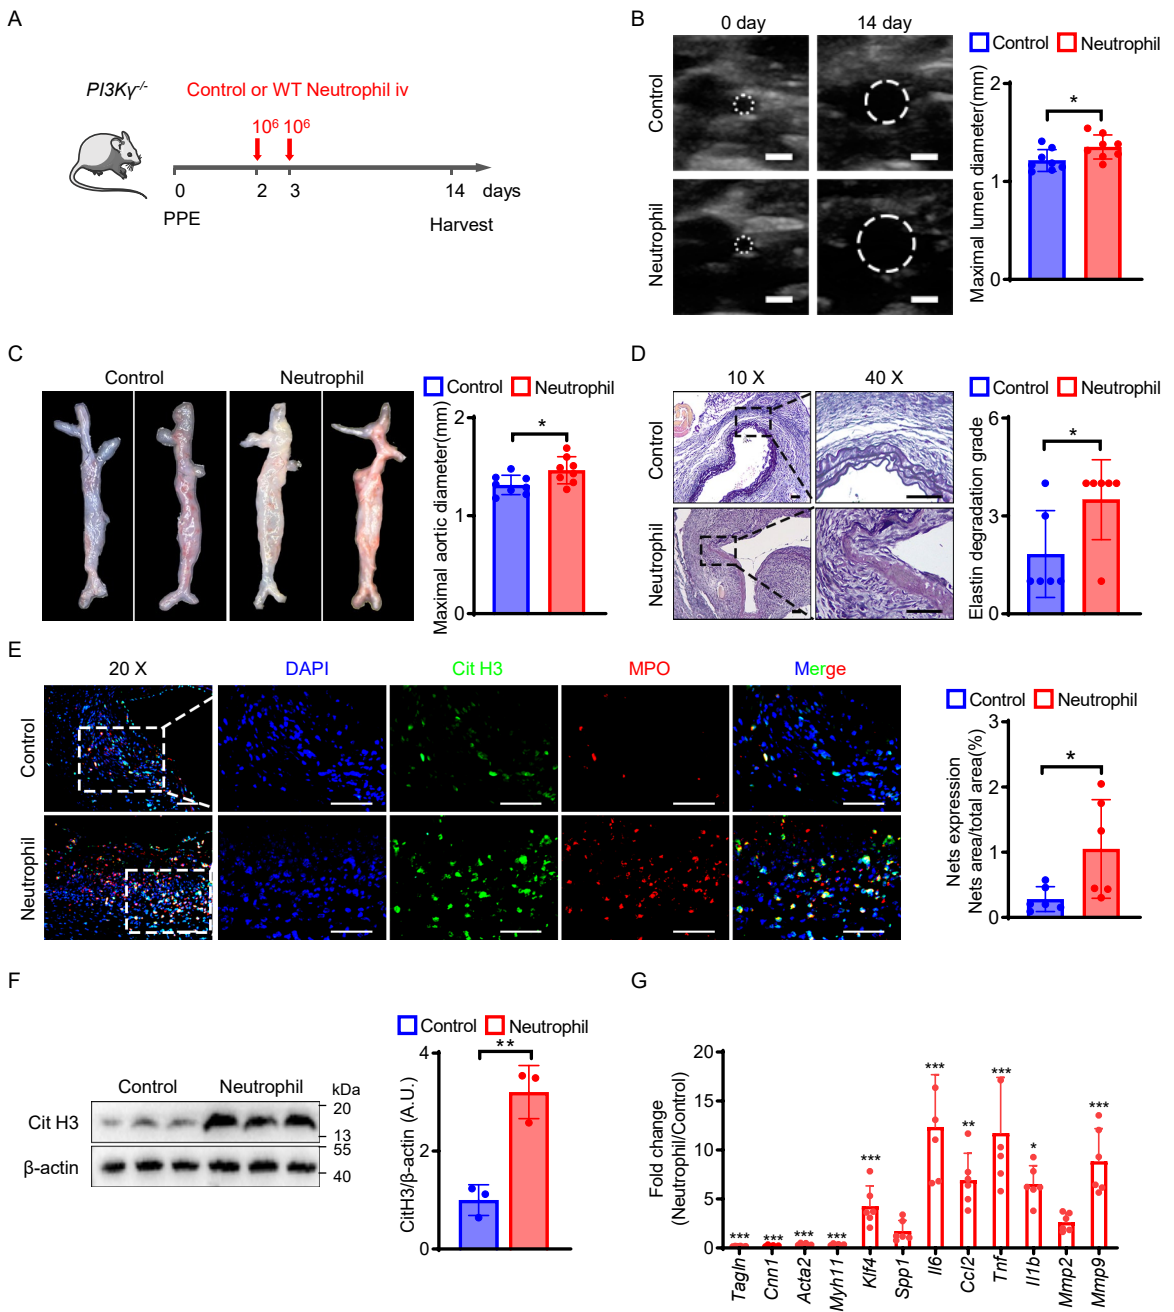 A
PI3Kγ-/-
Control or WT Neutrophil iv
10⁶ 10⁶
0 2 3 14 days
PPE Harvest
B
0 day 14 day
Control
Neutrophil
Control Neutrophil
Maximal lumen diameter(mm)
2
1
0
*
C
Control Neutrophil
Control Neutrophil
Maximal aortic diameter(mm)
2
1
0
*
D
10 X 40 X
Control
Neutrophil
Control Neutrophil
Elastin degradation grade
6
3
0
*
E
20 X DAPI Cit H3 MPO Merge
Control
Neutrophil
Control Neutrophil
Nets expression
Nets area/total area(%)
3
2
1
0
*
F
Control Neutrophil kDa
Cit H3
20
13
β-actin
55
40
Control Neutrophil
CitH3/β-actin (A.U.)
4
2
0
**
G
Fold change
(Neutrophil/Control)
20
15
10
5
0
*** *** *** *** *** *** ** *** * ***
Tagln Cnn1 Acta2 Myh11 Klf4 Spp1 Il6 Ccl2 Tnf Il1b Mmp2 Mmp9